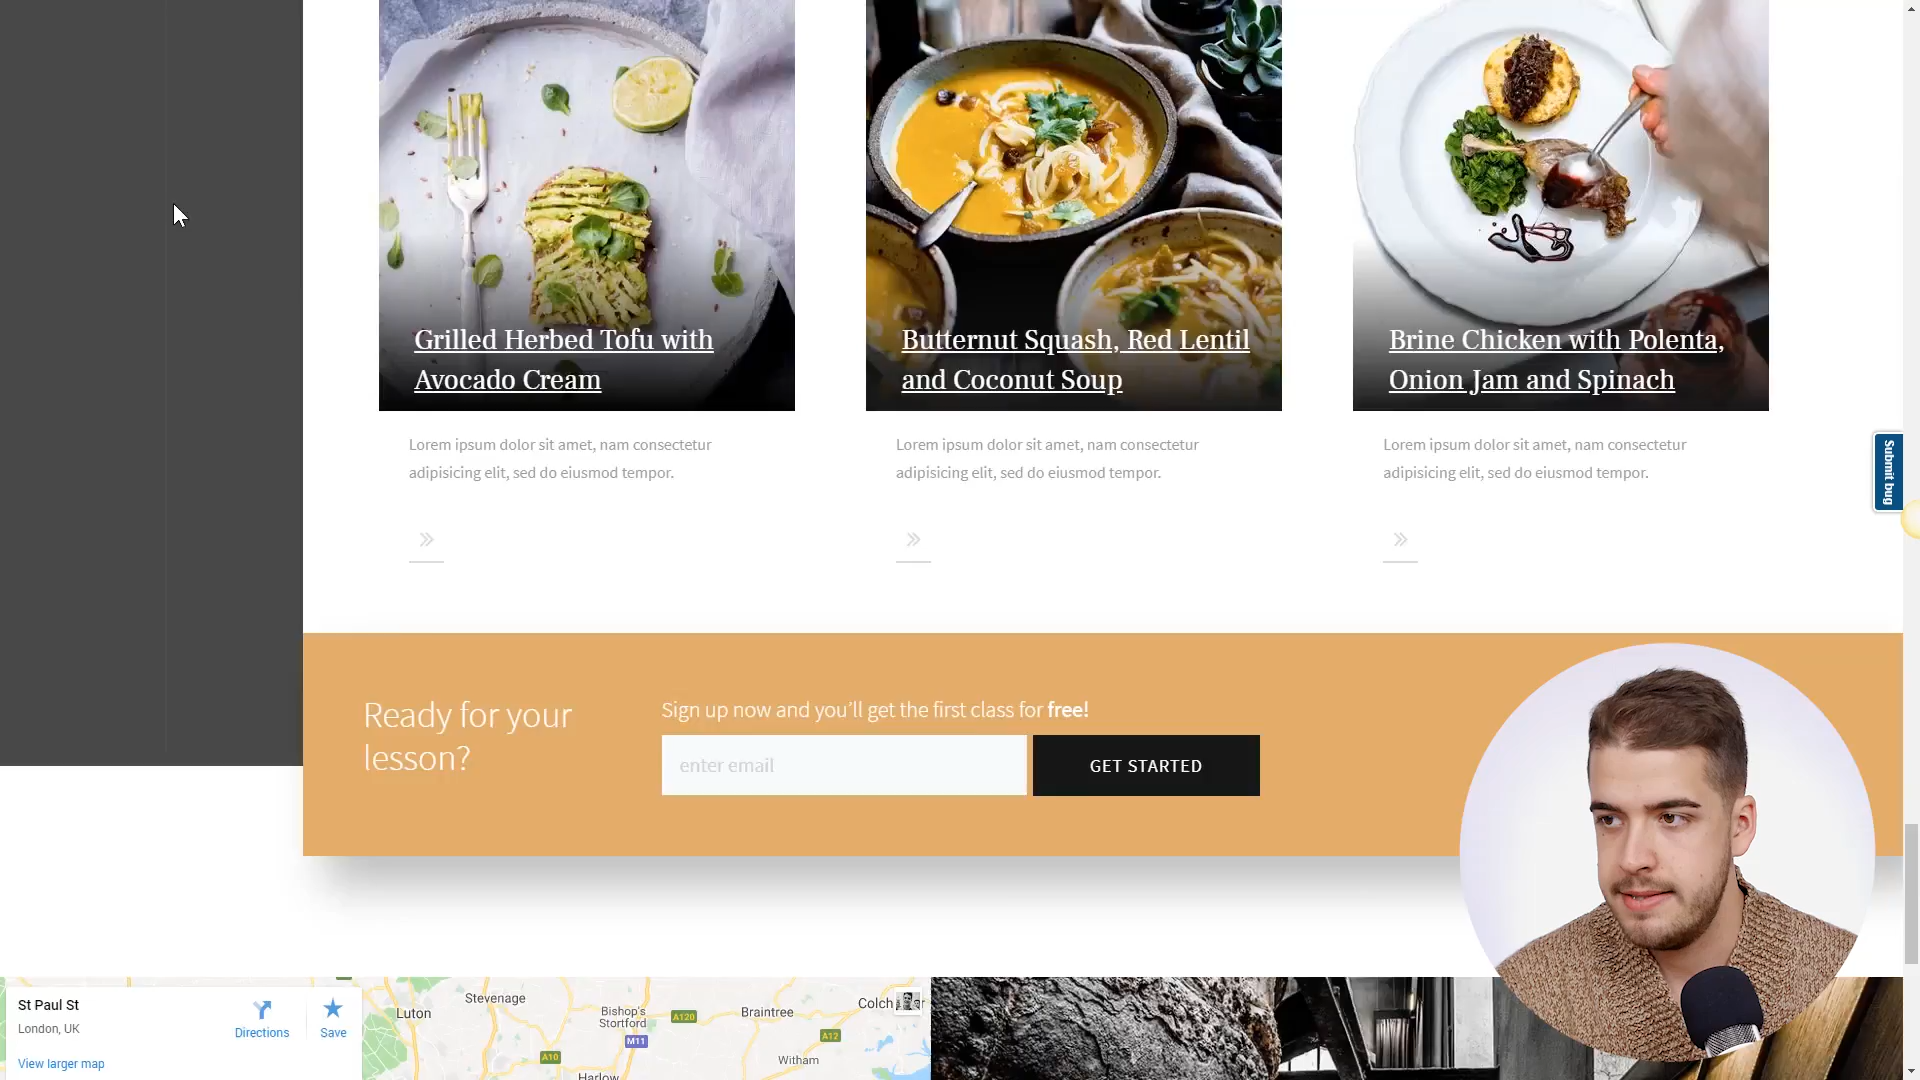 Grilled Herbed Tofu with
Avocado Cream
Butternut Squash, Red Lentil
and Coconut Soup
Brine Chicken with Polenta,
Onion Jam and Spinach
Lorem ipsum dolor sit amet, nam consectetur
adipisicing elit, sed do eiusmod tempor.
Lorem ipsum dolor sit amet, nam consectetur
adipisicing elit, sed do eiusmod tempor.
Lorem ipsum dolor sit amet, nam consectetur
adipisicing elit, sed do eiusmod tempor.
Submit bug
Ready for your
lesson?
Sign up now and you'll get the first class for free!
enter email
GET STARTED
St Paul St
London, UK
Directions
Save
View larger map
Luton
Stevenage
Bishop's
Stortford
M11
A10
A120
Braintree
A12
Witham
Harlow